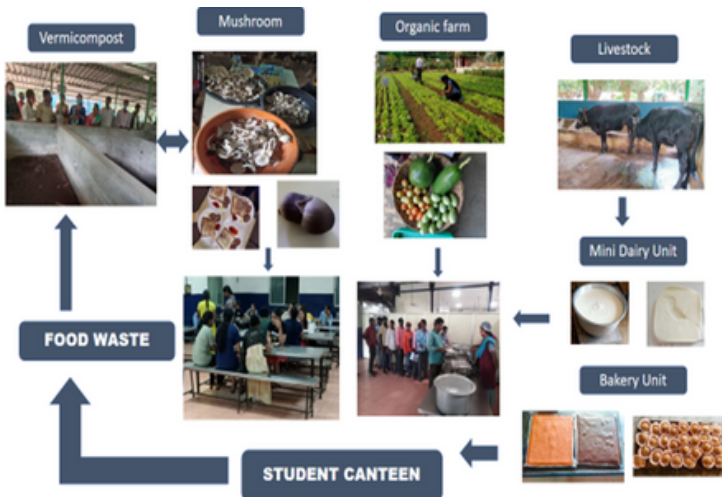 Vermicompost
Mushroom
Organic farm
Livestock
Mini Dairy Unit
FOOD WASTE
Bakery Unit
STUDENT CANTEEN